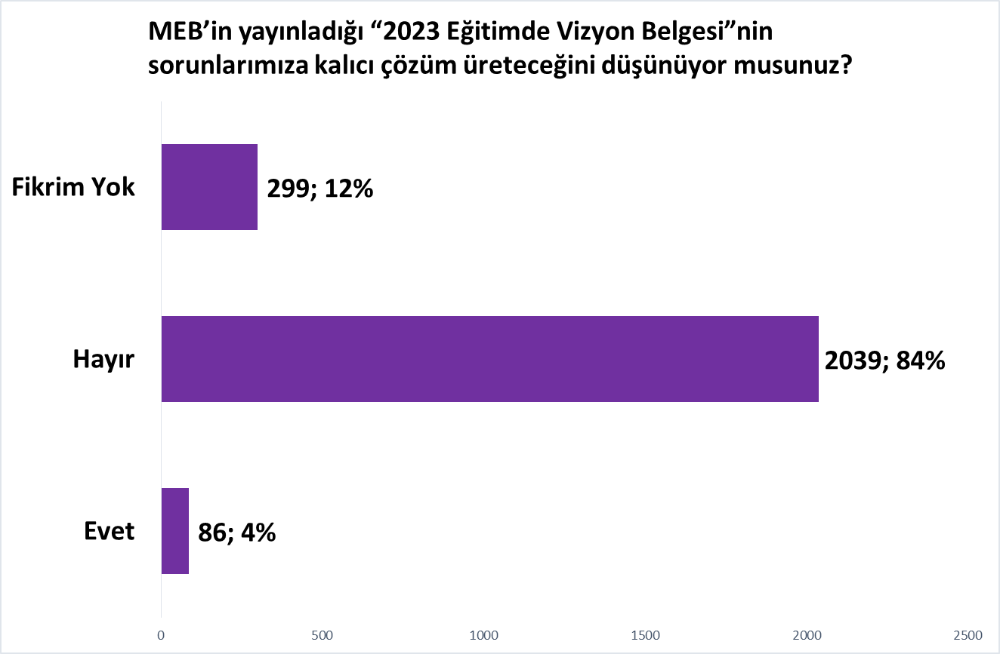 MEB’in yayınladığı “2023 Eğitimde Vizyon Belgesi”nin
sorunlarımıza kalıcı çözüm üreteceğini düşünüyor musunuz?
Fikrim Yok 299; 12%
Hayır 2039; 84%
Evet 86; 4%
0 500 1000 1500 2000 2500